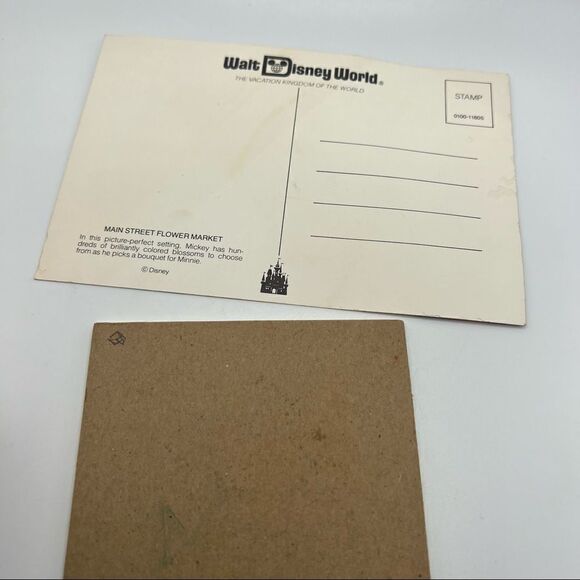 Walt Disney World®
THE VACATION KINGDOM OF THE WORLD
STAMP
0100-11805
MAIN STREET FLOWER MARKET
In this picture-perfect setting, Mickey has hun-
dreds of brilliantly colored blossoms to choose
from as he picks a bouquet for Minnie.
© Disney